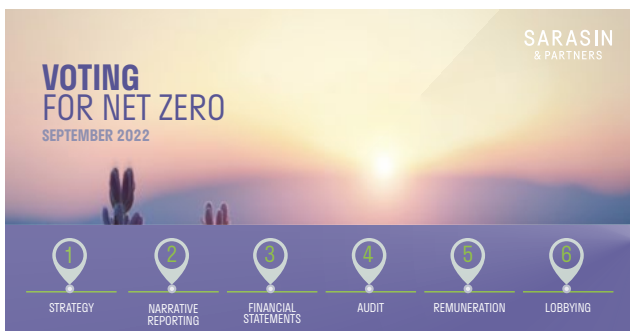 SARASIN
& PARTNERS
VOTING
FOR NET ZERO
SEPTEMBER 2022
1
2
3
4
5
6
STRATEGY
NARRATIVE
REPORTING
FINANCIAL
STATEMENTS
AUDIT
REMUNERATION
LOBBYING